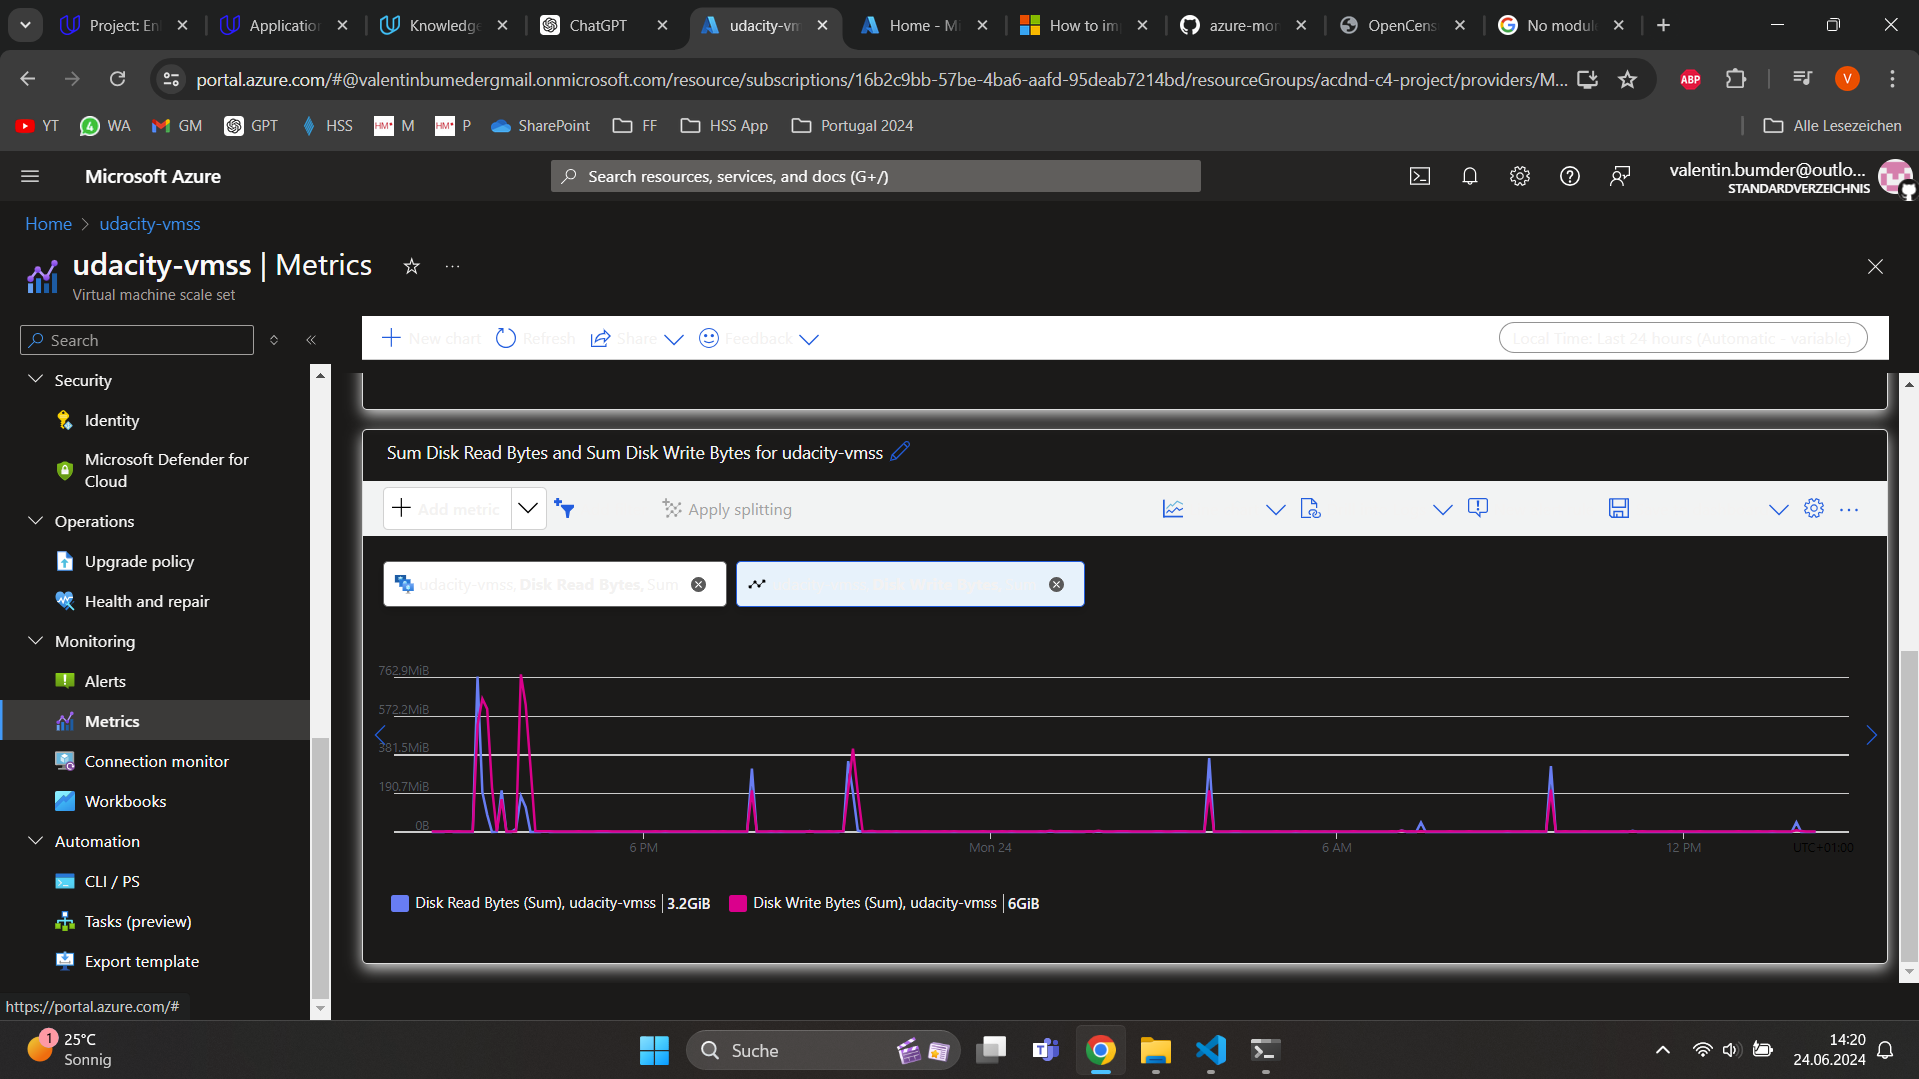 Project: En
Application
Knowledge
ChatGPT
udacity-vm
Home - Mi
How to im
azure-mon
OpenCens
No module
portal.azure.com/#@valentinbumedergmail.onmicrosoft.com/resource/subscriptions/16b2c9bb-57be-4ba6-aafd-95deab7214bd/resourceGroups/acdnd-c4-project/providers/M...
ABP
V
YT
4
WA
GM
GPT
HSS
HM
M
HM
P
SharePoint
FF
HSS App
Portugal 2024
Alle Lesezeichen
Microsoft Azure
Search resources, services, and docs (G+/)
valentin.bumder@outlo...
STANDARDVERZEICHNIS
Home > udacity-vmss
udacity-vmss | Metrics
...
Virtual machine scale set
Search
New chart
Refresh
Share
Feedback
Local Time: Last 24 hours (Automatic - variable)
Security
Identity
Microsoft Defender for
Cloud
Operations
Upgrade policy
Health and repair
Monitoring
Alerts
Metrics
Connection monitor
Workbooks
Automation
CLI / PS
Tasks (preview)
Export template
https://portal.azure.com/#
Sum Disk Read Bytes and Sum Disk Write Bytes for udacity-vmss
Add metric
Apply splitting
...
udacity-vmss, Disk Read Bytes, Sum
762.9MiB
572.2MiB
381.5MiB
190.7MiB
0B
6 PM
Mon 24
6 AM
12 PM
UTC+01:00
Disk Read Bytes (Sum), udacity-vmss | 3.2GiB
Disk Write Bytes (Sum), udacity-vmss | 6GiB
1
25°C
Sonnig
Suche
14:20
24.06.2024